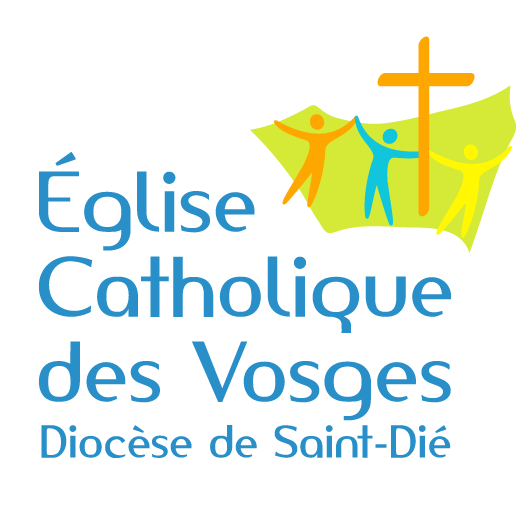 Église
Catholique
des Vosges
Diocèse de Saint-Dié